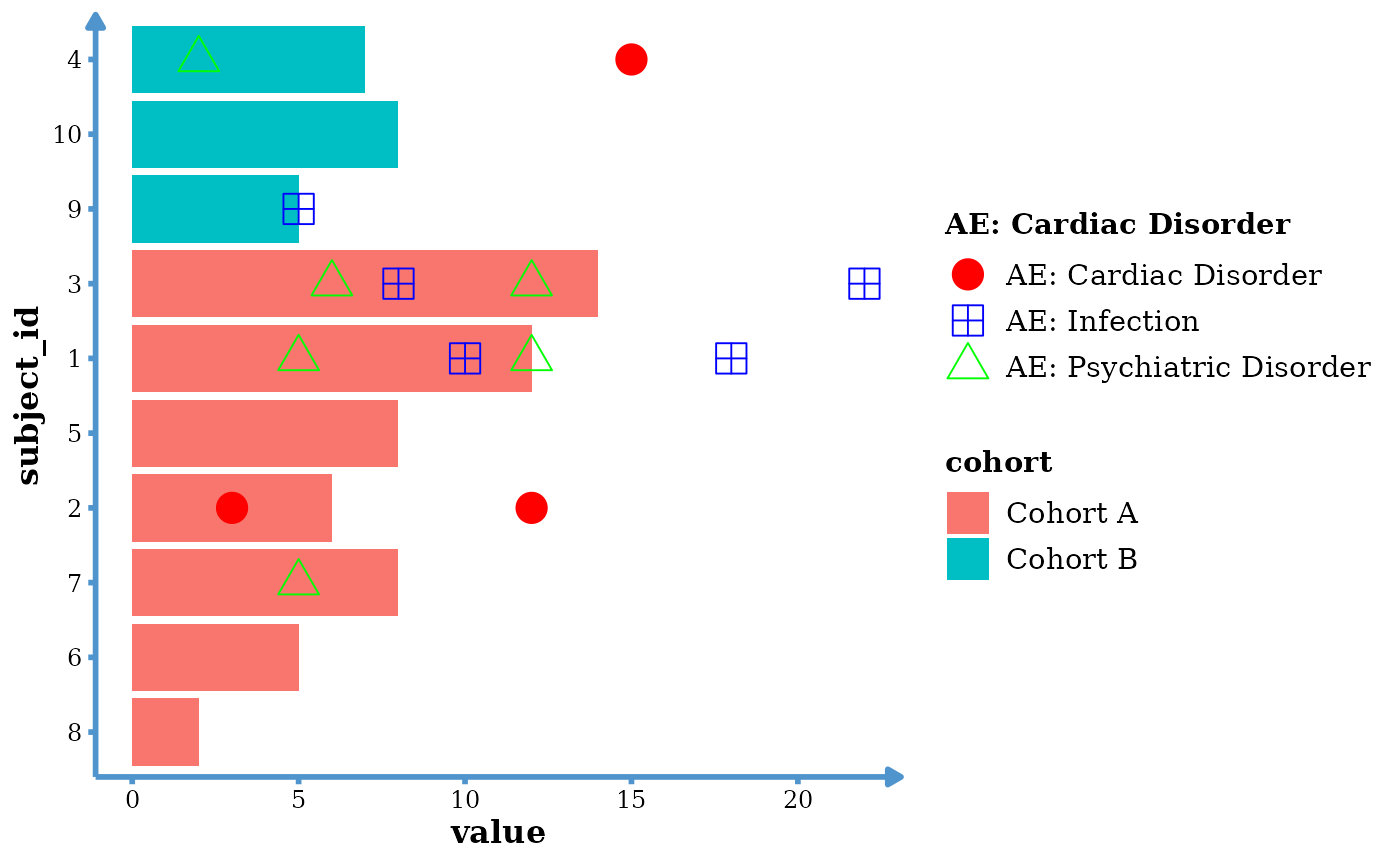 4
10
9
3
1
5
2
7
6
8
subject_id
0 5 10 15 20
value
AE: Cardiac Disorder
AE: Cardiac Disorder
AE: Infection
AE: Psychiatric Disorder
cohort
Cohort A
Cohort B